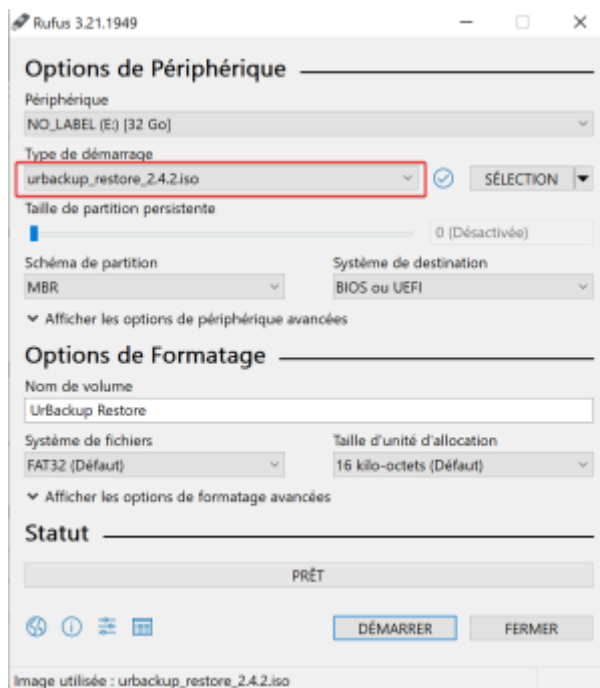 Rufus 3.21.1949
Options de Périphérique
Périphérique
NO_LABEL (E:) [32 Go]
Type de démarrage
urbackup_restore_2.4.2.iso
SÉLECTION
Taille de partition persistente
0 (Désactivée)
Schéma de partition Système de destination
MBR BIOS ou UEFI
Afficher les options de périphérique avancées
Options de Formatage
Nom de volume
UrBackup Restore
Système de fichiers Taille d'unité d'allocation
FAT32 (Défaut) 16 kilo-octets (Défaut)
Afficher les options de formatage avancées
Statut
PRÊT
DÉMARRER FERMER
Image utilisée : urbackup_restore_2.4.2.iso